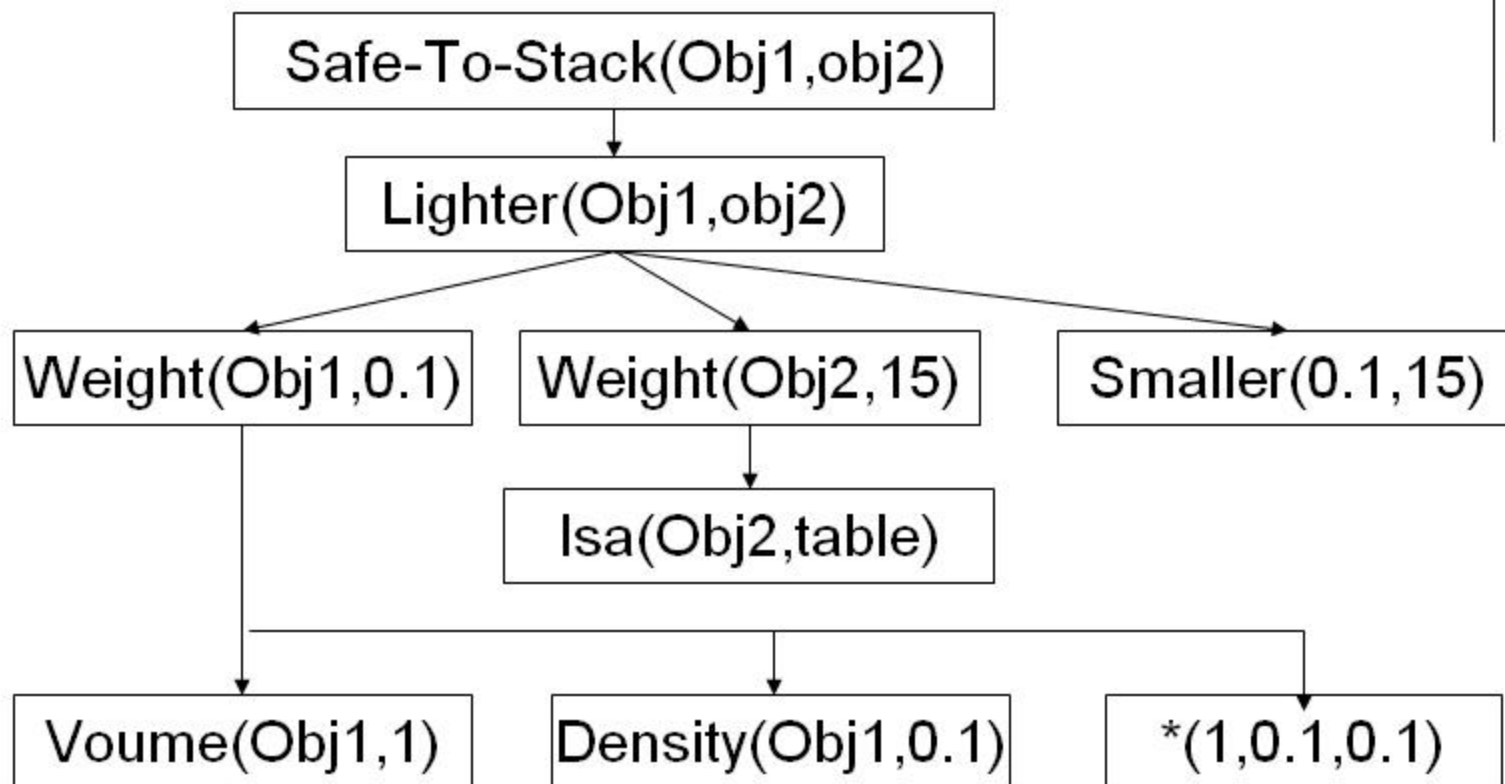 Safe-To-Stack(Obj1,obj2)
Lighter(Obj1,obj2)
Weight(Obj1,0.1)
Weight(Obj2,15)
Smaller(0.1,15)
Isa(Obj2,table)
Voume(Obj1,1)
Density(Obj1,0.1)
*(1,0.1,0.1)